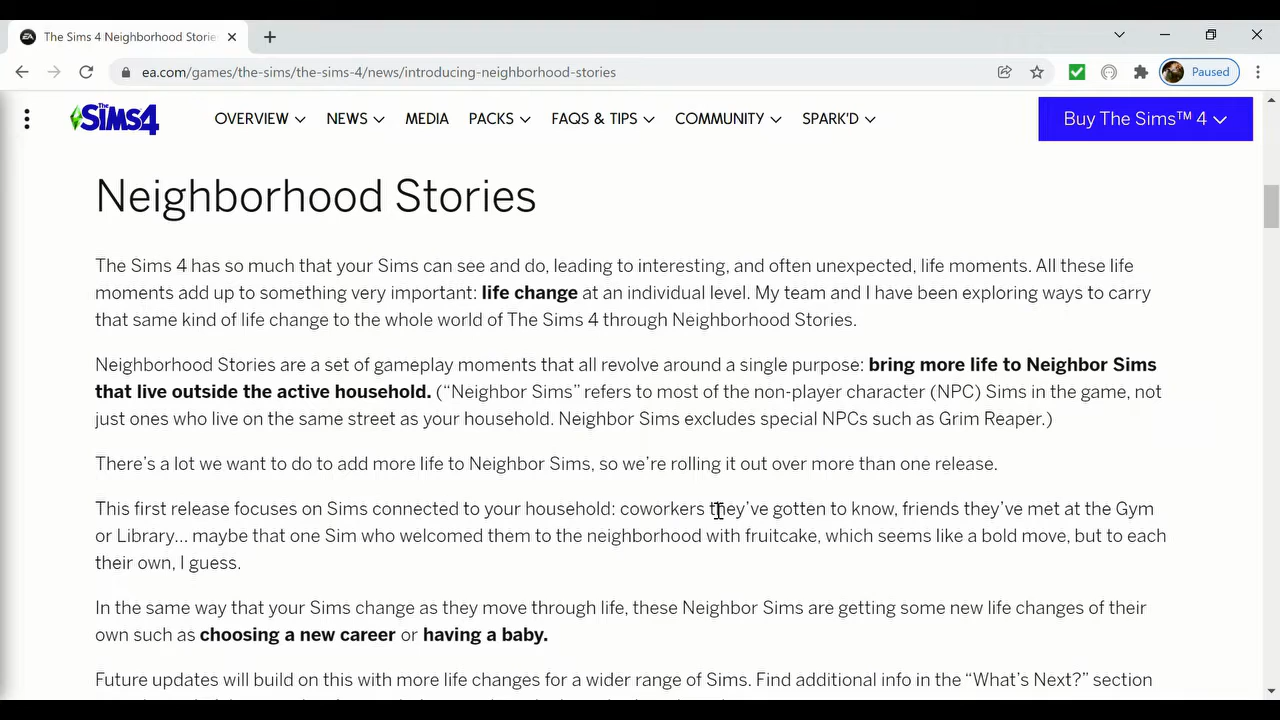 The Sims 4 Neighborhood Storie
ea.com/games/the-sims/the-sims-4/news/introducing-neighborhood-stories
Paused
The SiMS4
OVERVIEW
NEWS
MEDIA
PACKS
FAQS & TIPS
COMMUNITY
SPARK'D
Buy The Sims™ 4
Neighborhood Stories
The Sims 4 has so much that your Sims can see and do, leading to interesting, and often unexpected, life moments. All these life
moments add up to something very important: life change at an individual level. My team and I have been exploring ways to carry
that same kind of life change to the whole world of The Sims 4 through Neighborhood Stories.
Neighborhood Stories are a set of gameplay moments that all revolve around a single purpose: bring more life to Neighbor Sims
that live outside the active household. (“Neighbor Sims” refers to most of the non-player character (NPC) Sims in the game, not
just ones who live on the same street as your household. Neighbor Sims excludes special NPCs such as Grim Reaper.)
There’s a lot we want to do to add more life to Neighbor Sims, so we’re rolling it out over more than one release.
This first release focuses on Sims connected to your household: coworkers they’ve gotten to know, friends they’ve met at the Gym
or Library… maybe that one Sim who welcomed them to the neighborhood with fruitcake, which seems like a bold move, but to each
their own, I guess.
In the same way that your Sims change as they move through life, these Neighbor Sims are getting some new life changes of their
own such as choosing a new career or having a baby.
Future updates will build on this with more life changes for a wider range of Sims. Find additional info in the “What’s Next?” section